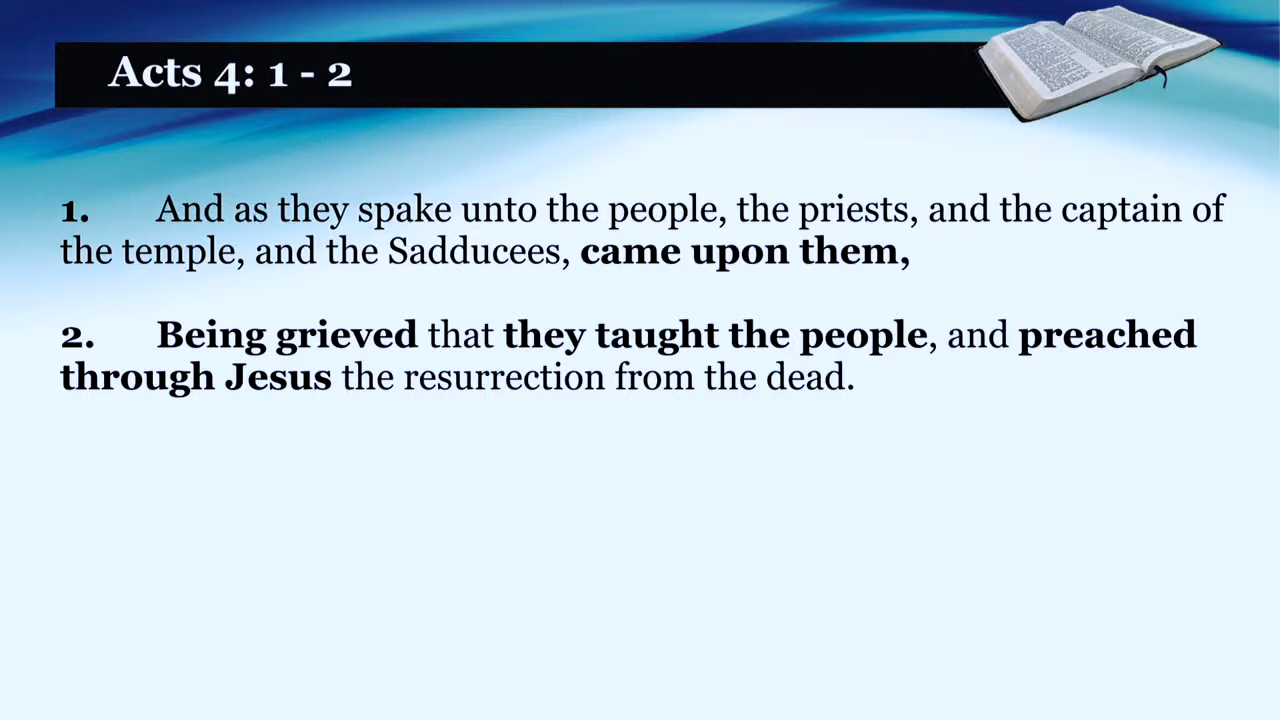 Acts 4: 1 - 2
1. And as they spake unto the people, the priests, and the captain of
the temple, and the Sadducees, came upon them,
2. Being grieved that they taught the people, and preached
through Jesus the resurrection from the dead.